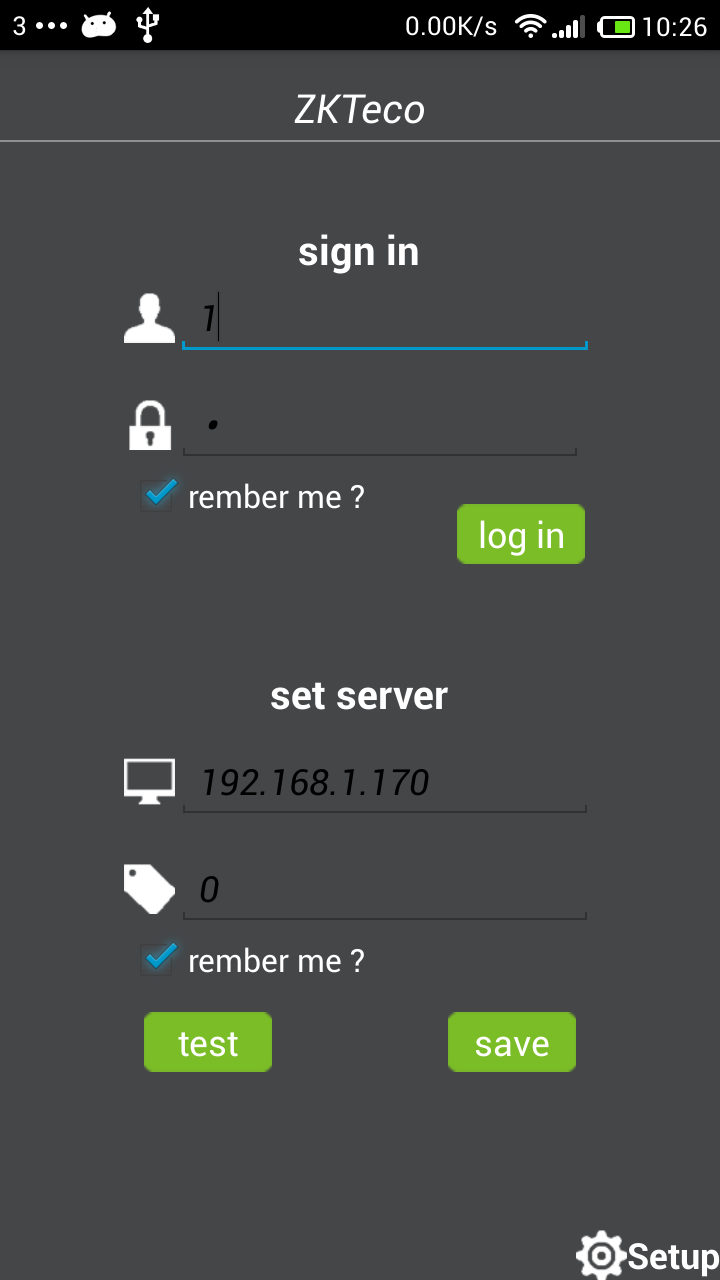 3 0.00K/s 10:26
ZKTeco
sign in
1
rember me ?
log in
set server
192.168.1.170
0
rember me ?
test save
Setup